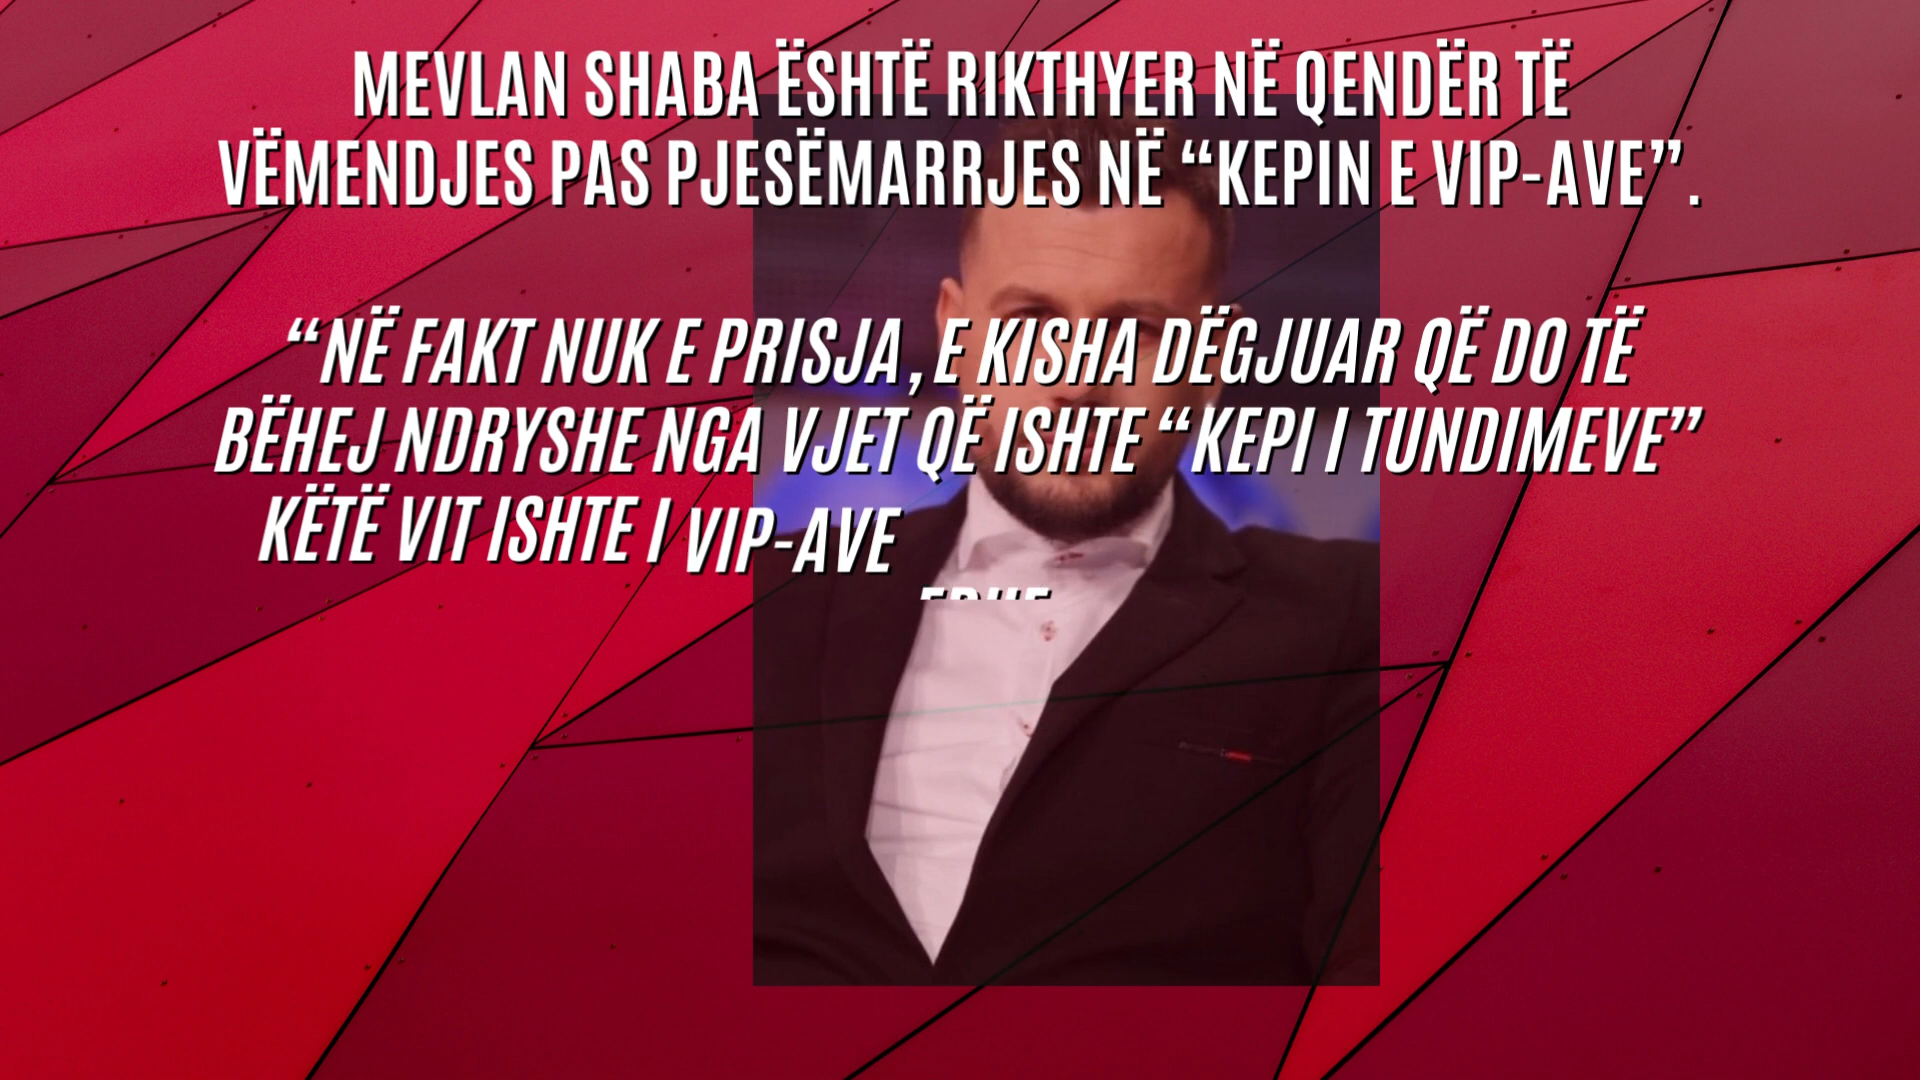 MEVLAN SHABA ËSHTË RIKTHYER NË QENDËR TË
VËMENDJES PAS PJESËMARRJES NË “KEPIN E VIP-AVE”.
“NË FAKT NUK E PRISJA, E KISHA DËGJUAR QË DO TË
BËHEJ NDRYSHE NGA VJET QË ISHTE “KEPI I TUNDIMEVE”
KËTË VIT ISHTE I VIP-AVE